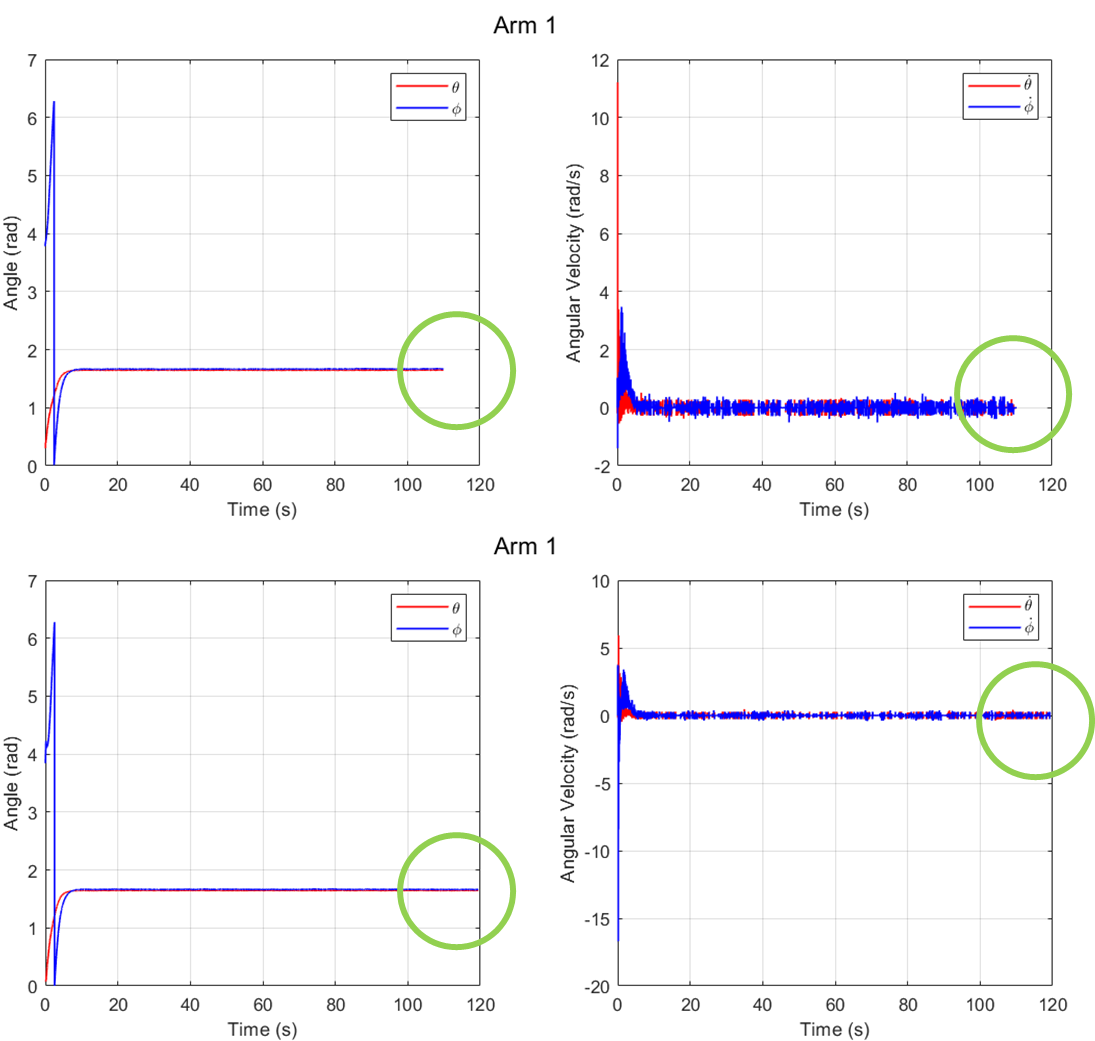 Arm 1
7
6
5
4
3
2
1
0
Angle (rad)
θ
ϕ
0 20 40 60 80 100 120
Time (s)
12
10
8
6
4
2
0
-2
Angular Velocity (rad/s)
θ̇
ϕ̇
0 20 40 60 80 100 120
Time (s)
Arm 1
7
6
5
4
3
2
1
0
Angle (rad)
θ
ϕ
0 20 40 60 80 100 120
Time (s)
10
5
0
-5
-10
-15
-20
Angular Velocity (rad/s)
θ̇
ϕ̇
0 20 40 60 80 100 120
Time (s)